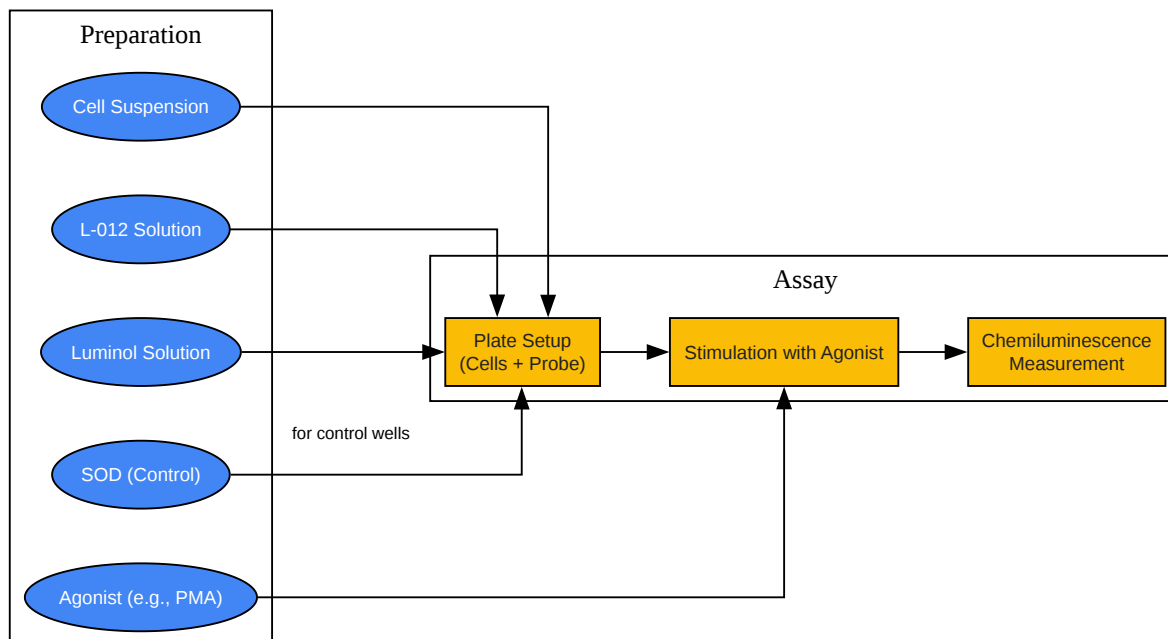 Preparation
Cell Suspension
L-012 Solution
Luminol Solution
SOD (Control)
Agonist (e.g., PMA)
for control wells
Assay
Plate Setup
(Cells + Probe)
Stimulation with Agonist
Chemiluminescence
Measurement